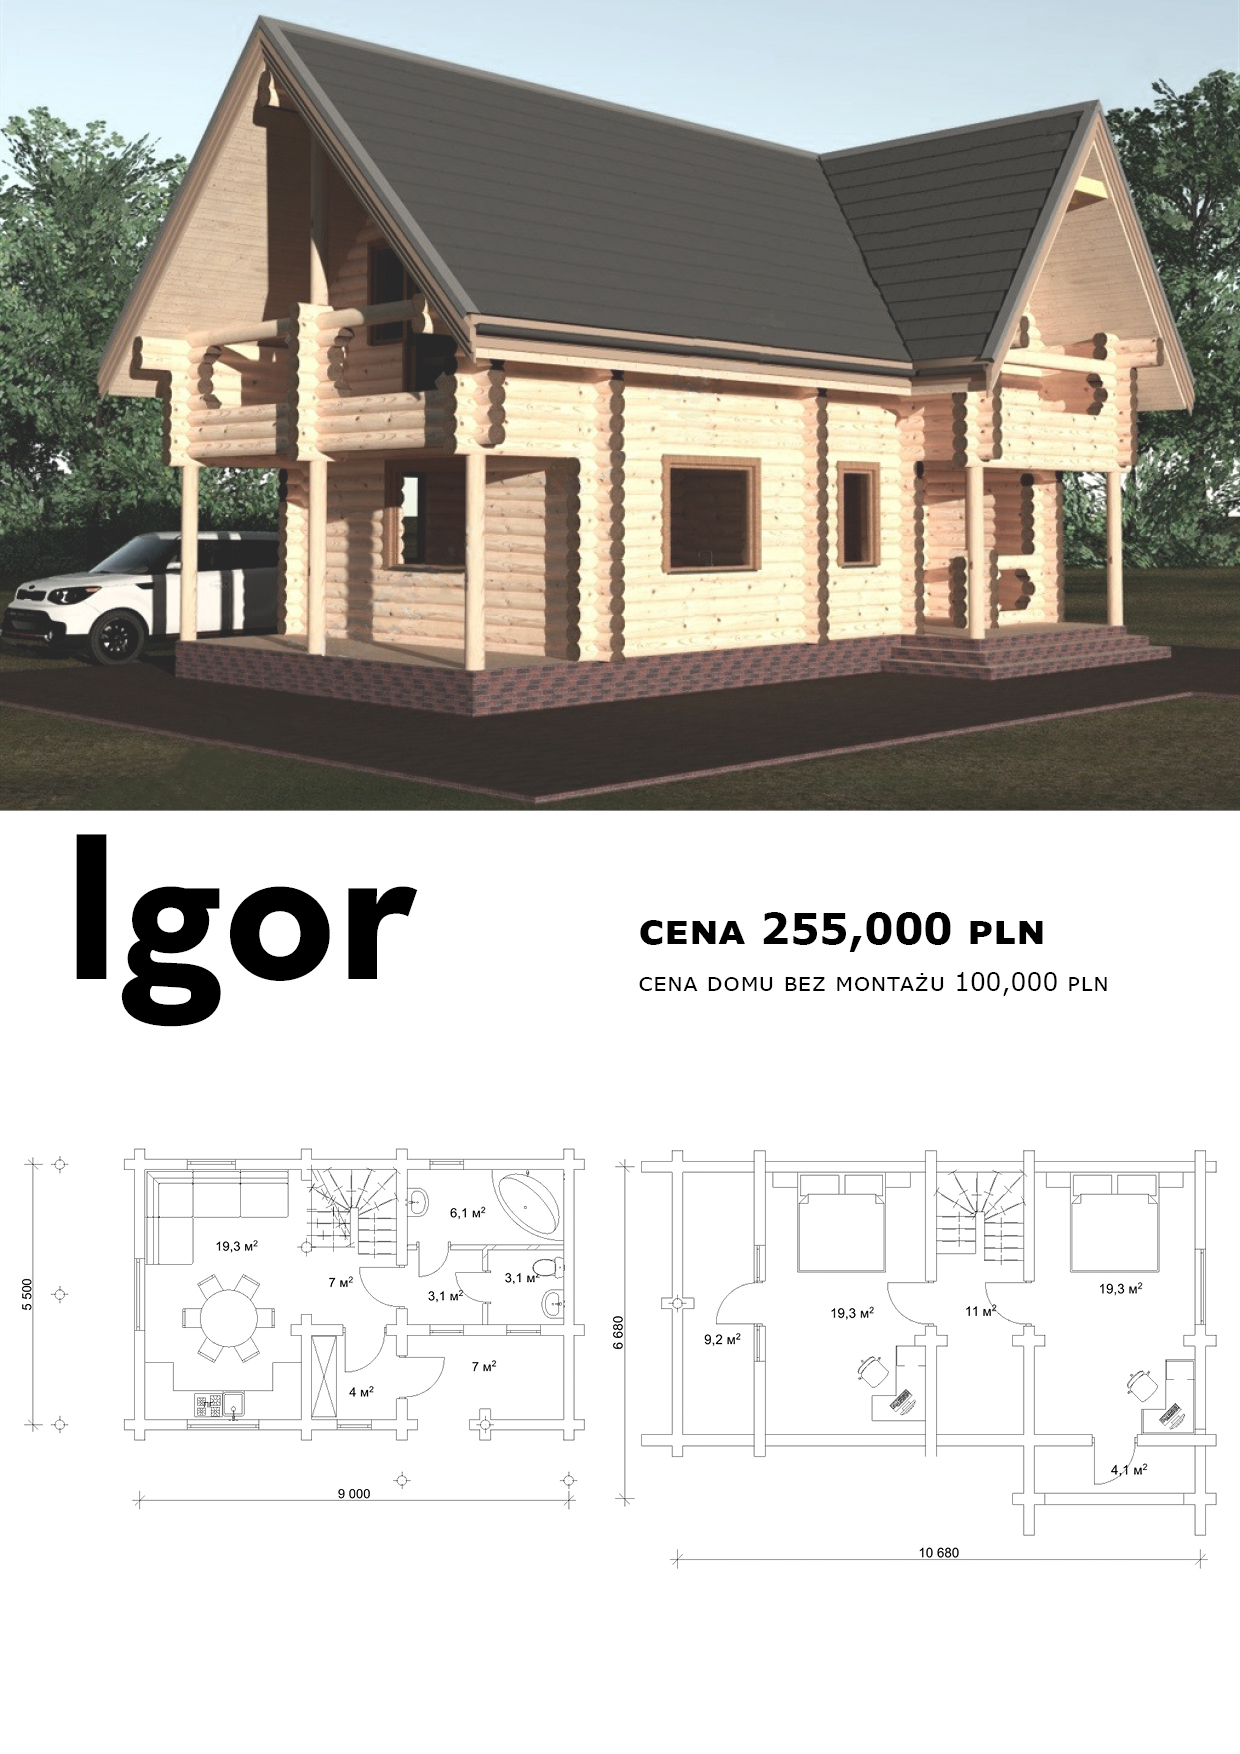 Igor
CENA 255,000 PLN
CENA DOMU BEZ MONTAŻU 100,000 PLN
19,3 м²
7 м²
6,1 м²
3,1 м²
3,1 м²
7 м²
4 м²
5 500
9 000
9,2 м²
19,3 м²
11 м²
19,3 м²
4,1 м²
6 680
10 680